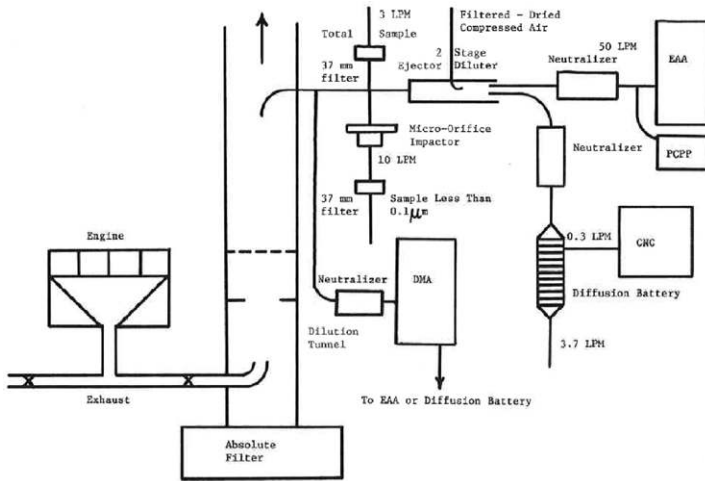 3 LPM
Total Sample
37 mm
filter
Filtered - Dried
Compressed Air
2 Stage
Ejector Diluter
50 LPM
Neutralizer
EAA
PCPP
Micro-Orifice
Impactor
10 LPM
Neutralizer
37 mm
filter
Sample Less Than
0.1μm
0.3 LPM
CNC
Engine
Neutralizer
DMA
Diffusion Battery
Dilution
Tunnel
3.7 LPM
Exhaust
To EAA or Diffusion Battery
Absolute
Filter